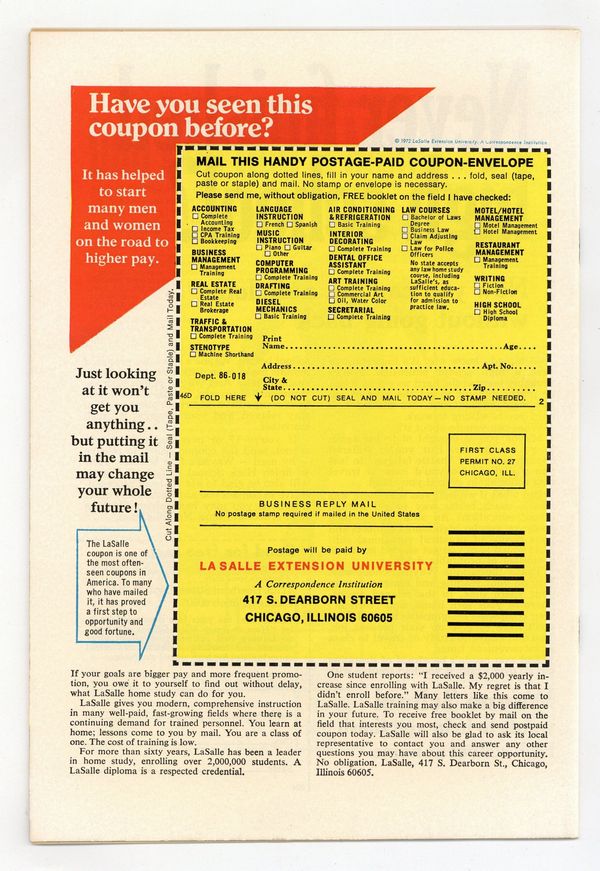 Have you seen this
coupon before?
© 1972 LaSalle Extension University, A Correspondence Institution
It has helped
to start
many men
and women
on the road to
higher pay.
Just looking
at it won't
get you
anything..
but putting it
in the mail
may change
your whole
future!
The LaSalle
coupon is one of
the most often-
seen coupons in
America. To many
who have mailed
it, it has proved
a first step to
opportunity and
good fortune.
Cut Along Dotted Line — Seal (Tape, Paste or Staple) and Mail Today.
MAIL THIS HANDY POSTAGE-PAID COUPON-ENVELOPE
Cut coupon along dotted lines, fill in your name and address . . . fold, seal (tape,
paste or staple) and mail. No stamp or envelope is necessary.
Please send me, without obligation, FREE booklet on the field I have checked:
ACCOUNTING
Complete
Accounting
Income Tax
CPA Training
Bookkeeping
BUSINESS
MANAGEMENT
Management
Training
REAL ESTATE
Complete Real
Estate
Real Estate
Brokerage
TRAFFIC &
TRANSPORTATION
Complete Training
STENOTYPE
Machine Shorthand
LANGUAGE
INSTRUCTION
French Spanish
MUSIC
INSTRUCTION
Piano Guitar
Other
COMPUTER
PROGRAMMING
Complete Training
DRAFTING
Complete Training
DIESEL
MECHANICS
Basic Training
AIR CONDITIONING
& REFRIGERATION
Basic Training
INTERIOR
DECORATING
Complete Training
DENTAL OFFICE
ASSISTANT
Complete Training
ART TRAINING
Complete Training
Commercial Art
Oil, Water Color
SECRETARIAL
Complete Training
LAW COURSES
Bachelor of Laws
Degree
Business Law
Claim Adjusting
Law
Law for Police
Officers
No state accepts
any law home study
course, including
LaSalle's, as
sufficient educa-
tion to qualify
for admission to
practice law.
MOTEL/HOTEL
MANAGEMENT
Motel Management
Hotel Management
RESTAURANT
MANAGEMENT
Management
Training
WRITING
Fiction
Non-Fiction
HIGH SCHOOL
High School
Diploma
Print
Name..... Age....
Address..... Apt. No.....
Dept. 86-018
City &
State..... Zip.....
46D FOLD HERE (DO NOT CUT) SEAL AND MAIL TODAY—NO STAMP NEEDED. 2
FIRST CLASS
PERMIT NO. 27
CHICAGO, ILL.
BUSINESS REPLY MAIL
No postage stamp required if mailed in the United States
Postage will be paid by
LA SALLE EXTENSION UNIVERSITY
A Correspondence Institution
417 S. DEARBORN STREET
CHICAGO, ILLINOIS 60605
If your goals are bigger pay and more frequent promo-
tion, you owe it to yourself to find out without delay,
what LaSalle home study can do for you.
LaSalle gives you modern, comprehensive instruction
in many well-paid, fast-growing fields where there is a
continuing demand for trained personnel. You learn at
home; lessons come to you by mail. You are a class of
one. The cost of training is low.
For more than sixty years, LaSalle has been a leader
in home study, enrolling over 2,000,000 students. A
LaSalle diploma is a respected credential.
One student reports: "I received a $2,000 yearly in-
crease since enrolling with LaSalle. My regret is that I
didn't enroll before." Many letters like this come to
LaSalle. LaSalle training may also make a big difference
in your future. To receive free booklet by mail on the
field that interests you most, check and send postpaid
coupon today. LaSalle will also be glad to ask its local
representative to contact you and answer any other
questions you may have about this career opportunity.
No obligation. LaSalle, 417 S. Dearborn St., Chicago,
Illinois 60605.